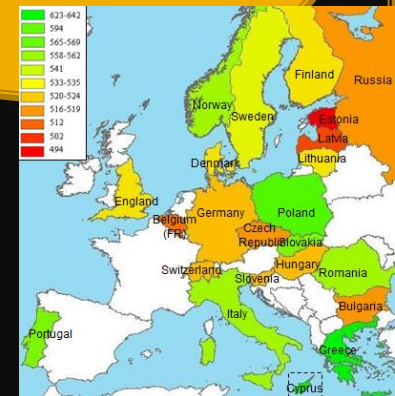 623-642
594
565-569
558-562
541
533-535
520-524
516-519
512
502
494
Finland
Russia
Norway
Sweden
Estonia
Latvia
Denmark
Lithuania
England
Belgium
(FR)
Germany
Poland
Czech
Republic
Slovakia
Switzerland
Hungary
Slovenia
Romania
Italy
Bulgaria
Portugal
Greece
Cyprus